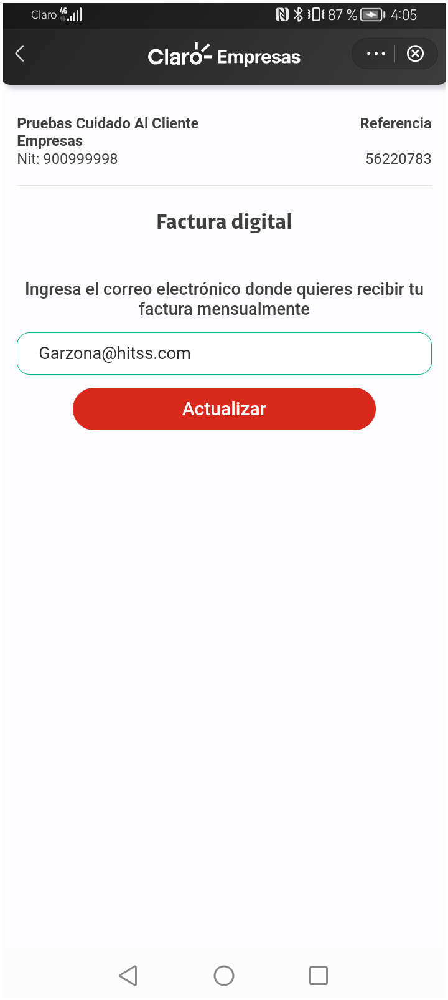 Claro 4G 87 % 4:05
Claro- Empresas
Pruebas Cuidado Al Cliente Referencia
Empresas
Nit: 900999998 56220783
Factura digital
Ingresa el correo electrónico donde quieres recibir tu
factura mensualmente
Garzona@hitss.com
Actualizar